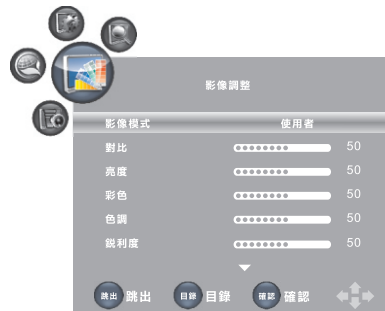 影像調整
影像模式 使用者
對比 50
亮度 50
彩色 50
色調 50
鋭利度 50
跳出 跳出 目錄 目錄 確認 確認